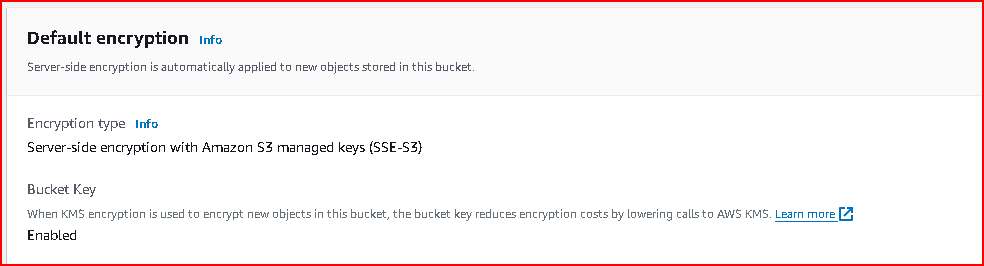 Default encryption Info
Server-side encryption is automatically applied to new objects stored in this bucket.
Encryption type Info
Server-side encryption with Amazon S3 managed keys (SSE-S3)
Bucket Key
When KMS encryption is used to encrypt new objects in this bucket, the bucket key reduces encryption costs by lowering calls to AWS KMS. Learn more
Enabled